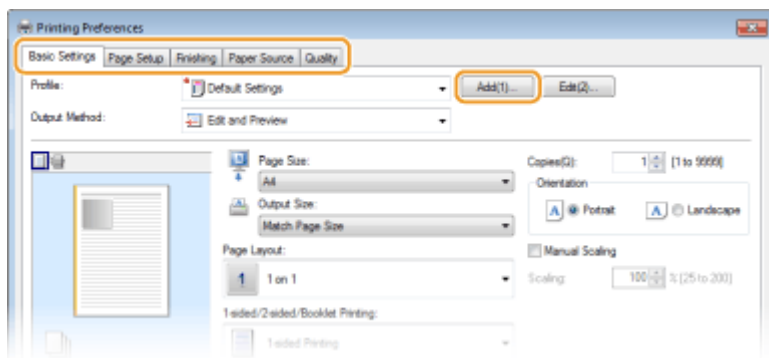 Printing Preferences
Basic Settings Page Setup Finishing Paper Source Quality
Profile: Default Settings Add(1)... Edit(2)...
Output Method: Edit and Preview
Page Size: Copies(Q): 1 [1 to 9999]
A4 Orientation
Output Size: A Portrait A Landscape
Match Page Size
Page Layout: Manual Scaling
1 1 on 1 Scaling: 100 % [25 to 200]
1-sided/2-sided/Booklet Printing:
1-sided Printing